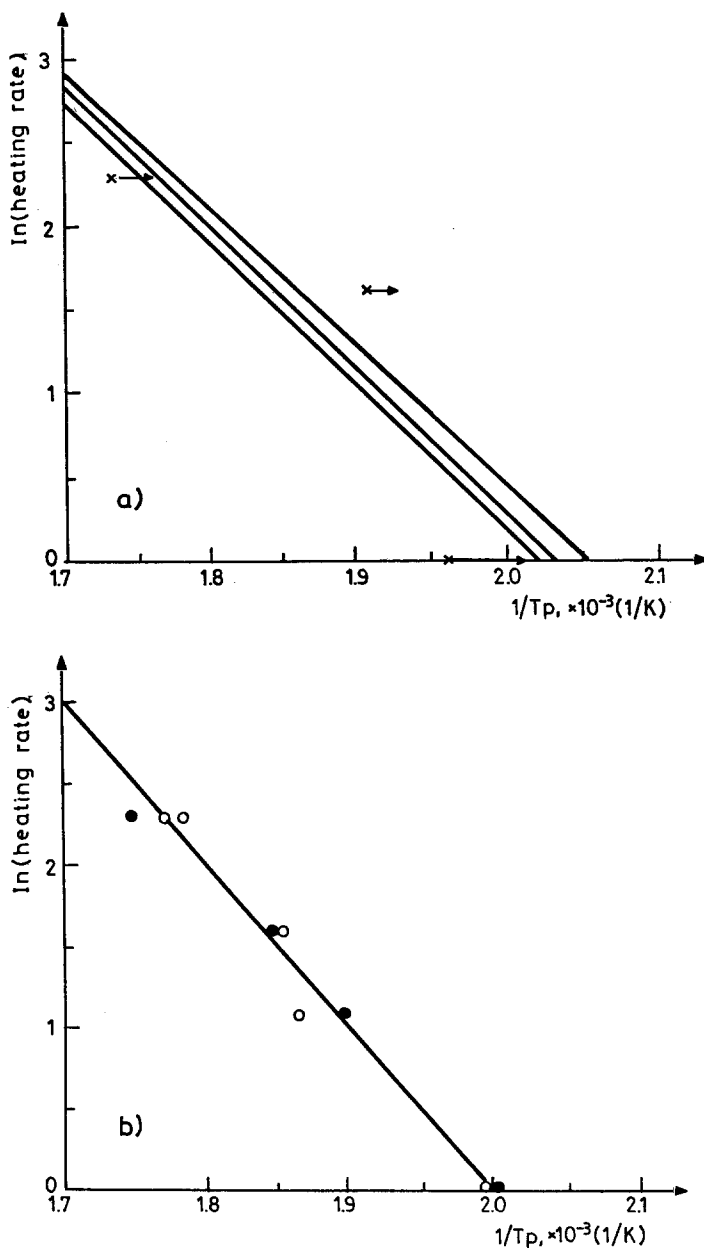 3
2
1
0
ln(heating rate)
a)
1.7 1.8 1.9 2.0 2.1
1/Tp, ×10⁻³(1/K)
3
2
1
0
ln(heating rate)
b)
1.7 1.8 1.9 2.0 2.1
1/Tp, ×10⁻³(1/K)